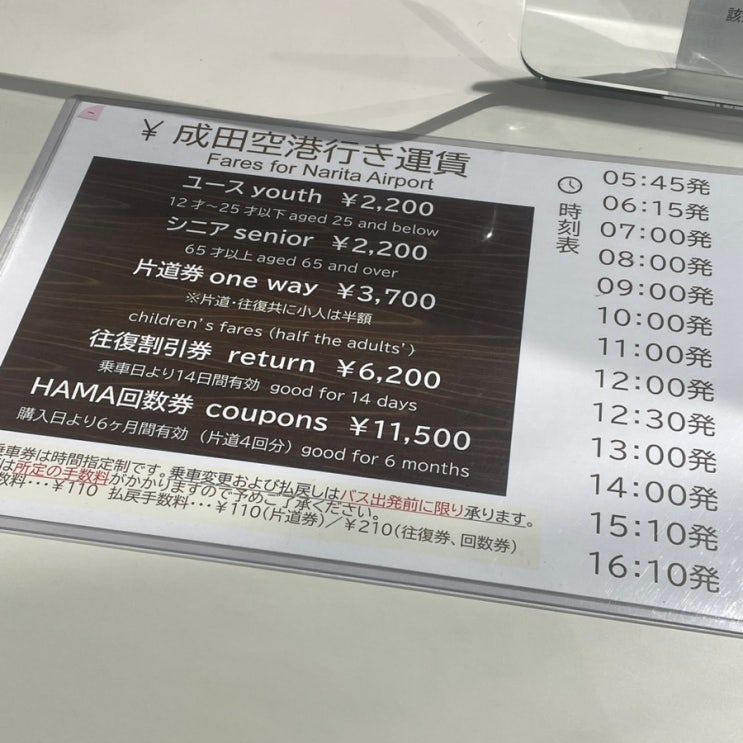 ¥ 成田空港行き運賃
Fares for Narita Airport
ユース youth ¥2,200
12才～25才以下 aged 25 and below
シニア senior ¥2,200
65才以上 aged 65 and over
片道券 one way ¥3,700
※片道・往復共に小人は半額
children's fares (half the adults')
往復割引券 return ¥6,200
乗車日より14日間有効 good for 14 days
HAMA回数券 coupons ¥11,500
購入日より6ヶ月間有効 (片道4回分) good for 6 months
乗車券は時間指定制です。乗車変更および払戻しはバス出発前に限り承ります。
は所定の手数料がかかりますので予めご了承ください。
数料･･･¥110 払戻手数料･･･¥110(片道券)／¥210(往復券、回数券)
時刻表
05:45発
06:15発
07:00発
08:00発
09:00発
10:00発
11:00発
12:00発
12:30発
13:00発
14:00発
15:10発
16:10発